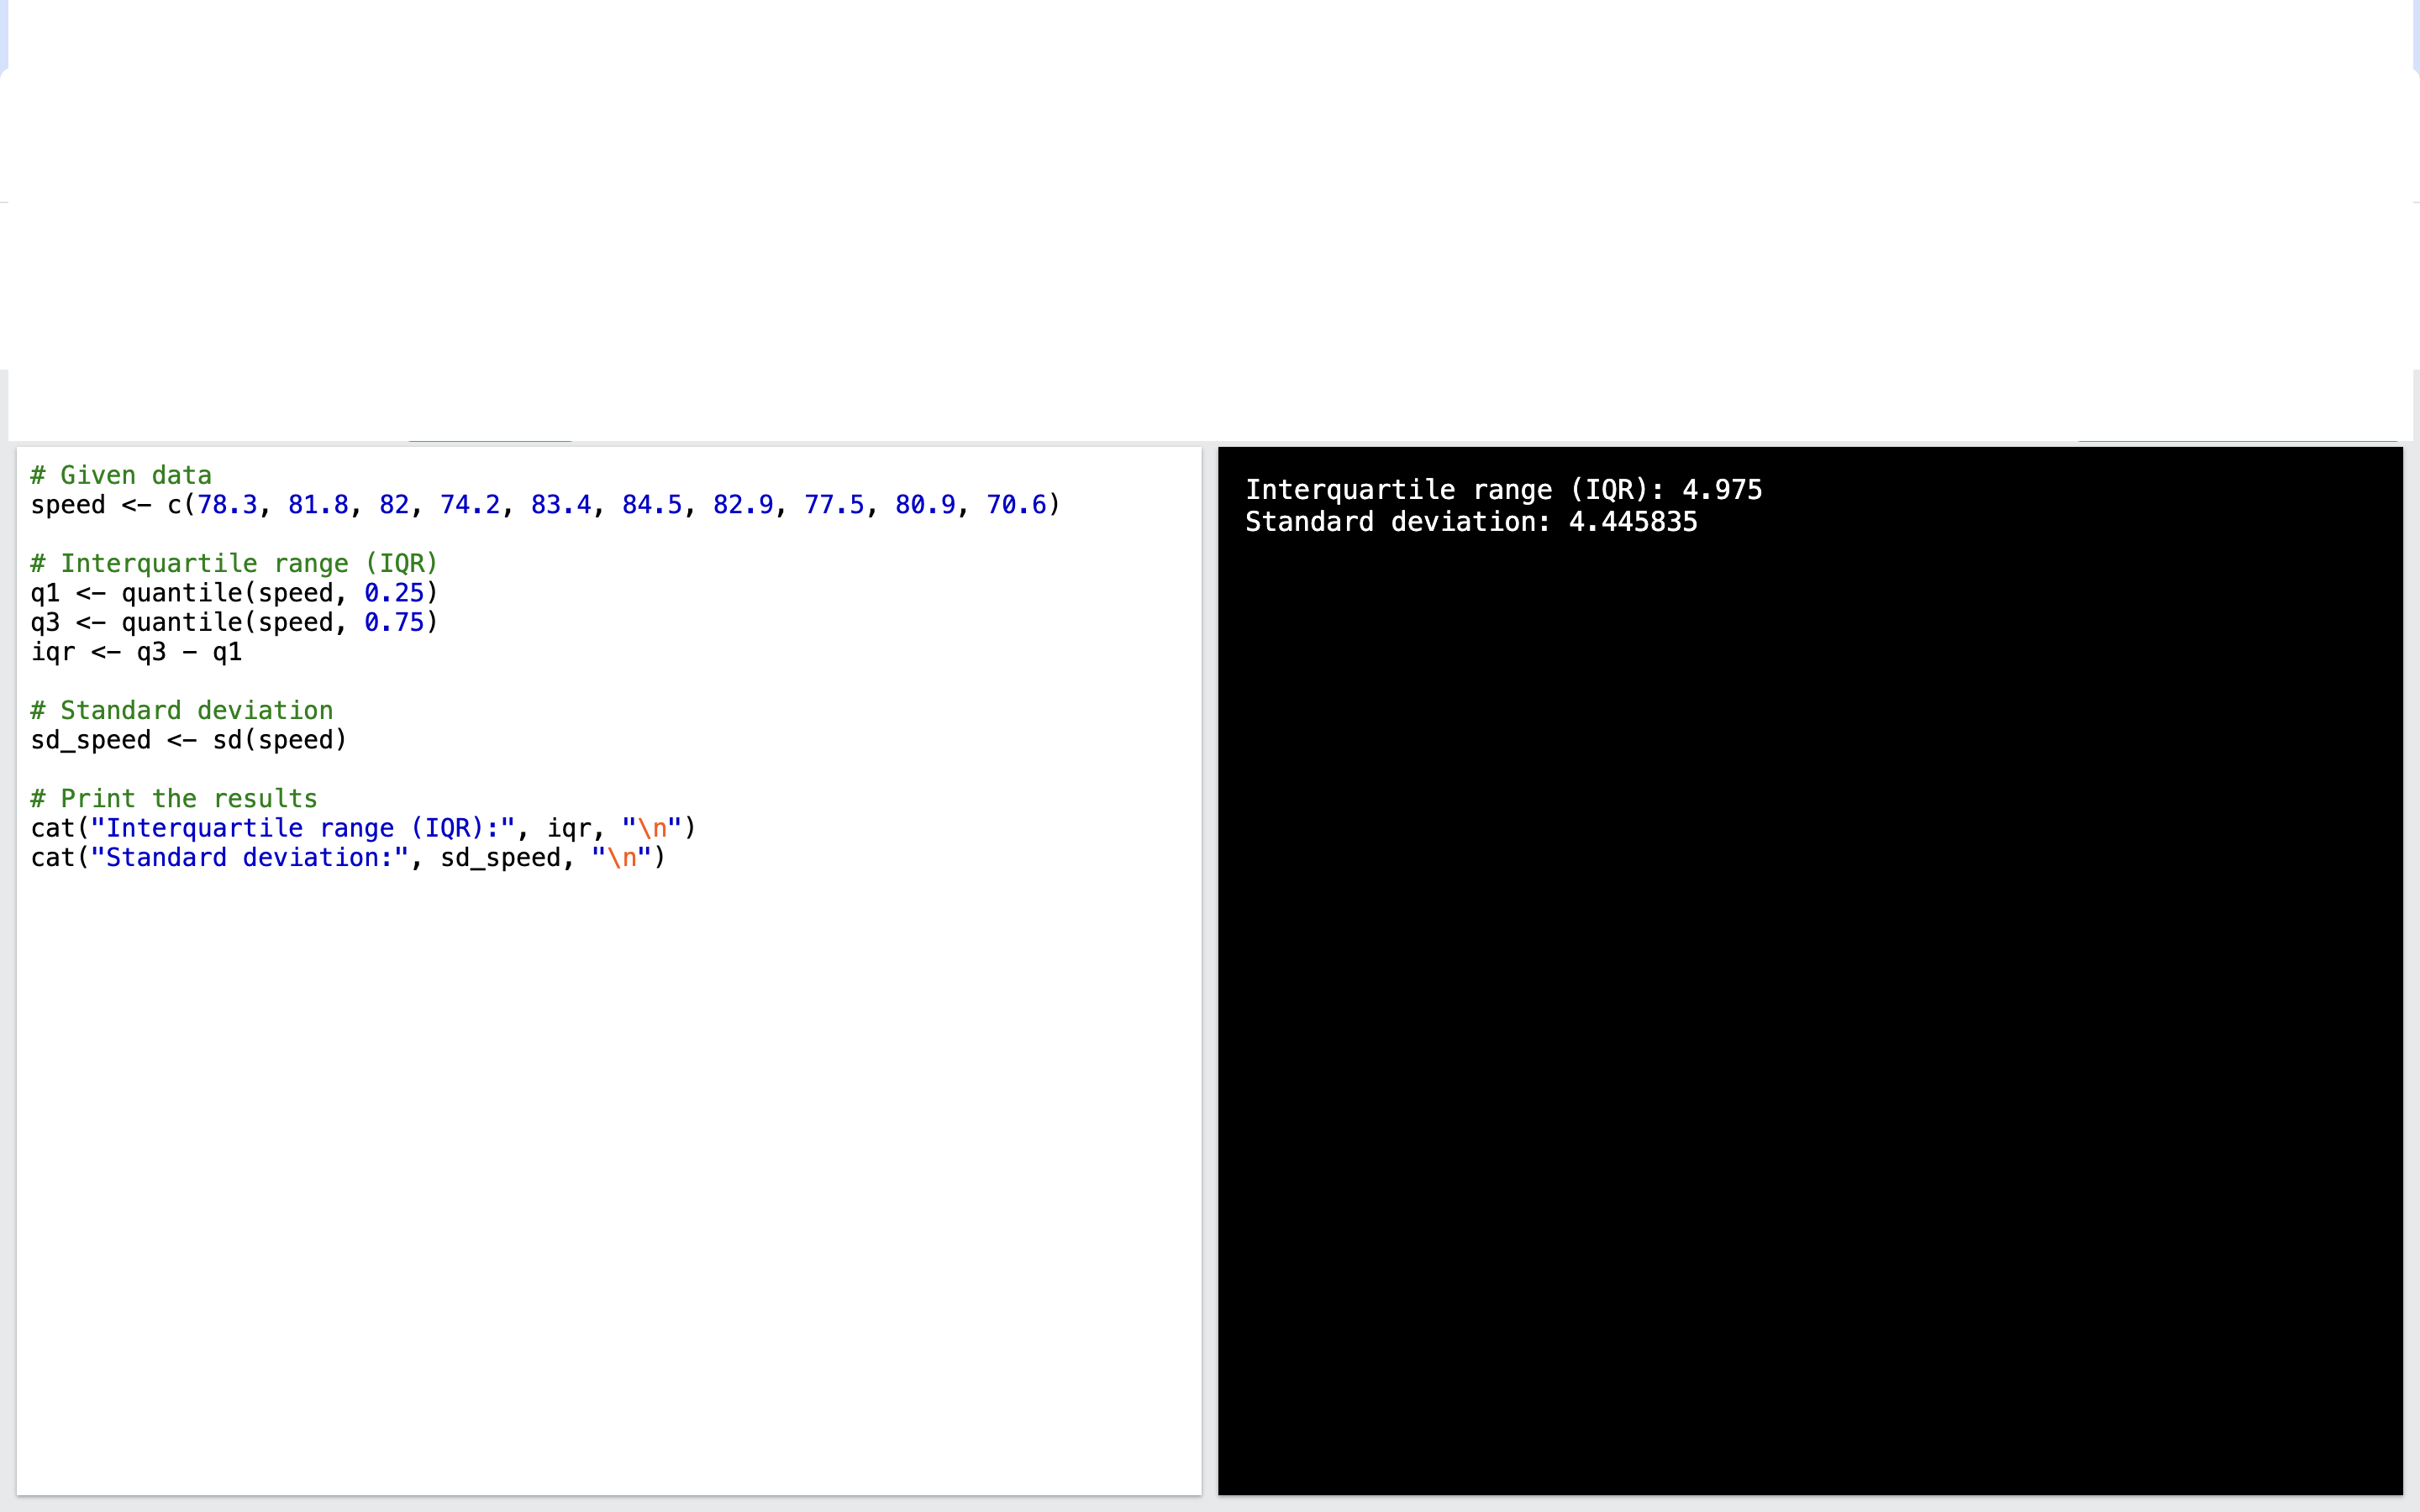 # Given data
speed <- c(78.3, 81.8, 82, 74.2, 83.4, 84.5, 82.9, 77.5, 80.9, 70.6)
# Interquartile range (IQR)
q1 <- quantile(speed, 0.25)
q3 <- quantile(speed, 0.75)
iqr <- q3 - q1
# Standard deviation
sd_speed <- sd(speed)
# Print the results
cat("Interquartile range (IQR):", iqr, "\n")
cat("Standard deviation:", sd_speed, "\n")
Interquartile range (IQR): 4.975
Standard deviation: 4.445835